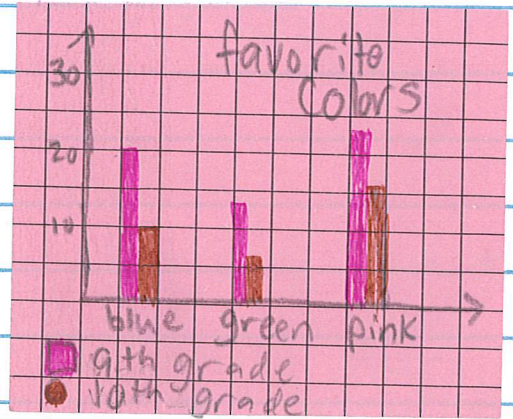 favorite
Colors
30
20
10
blue green pink
9th grade
10th grade